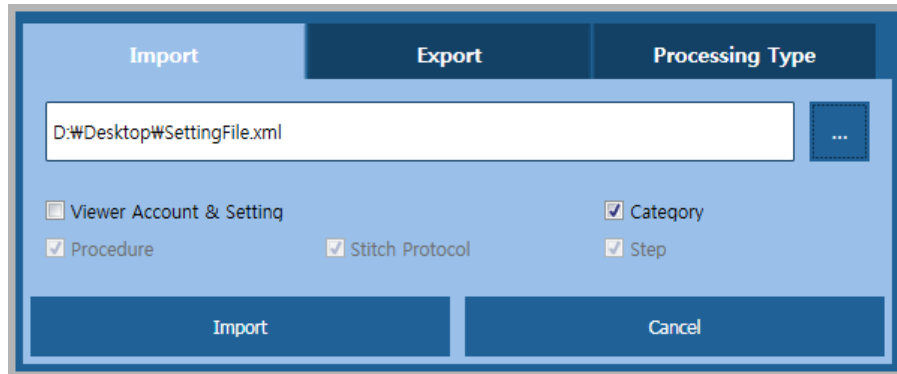 Import Export Processing Type
D:₩Desktop₩SettingFile.xml ...
Viewer Account & Setting Category
Procedure Stitch Protocol Step
Import Cancel